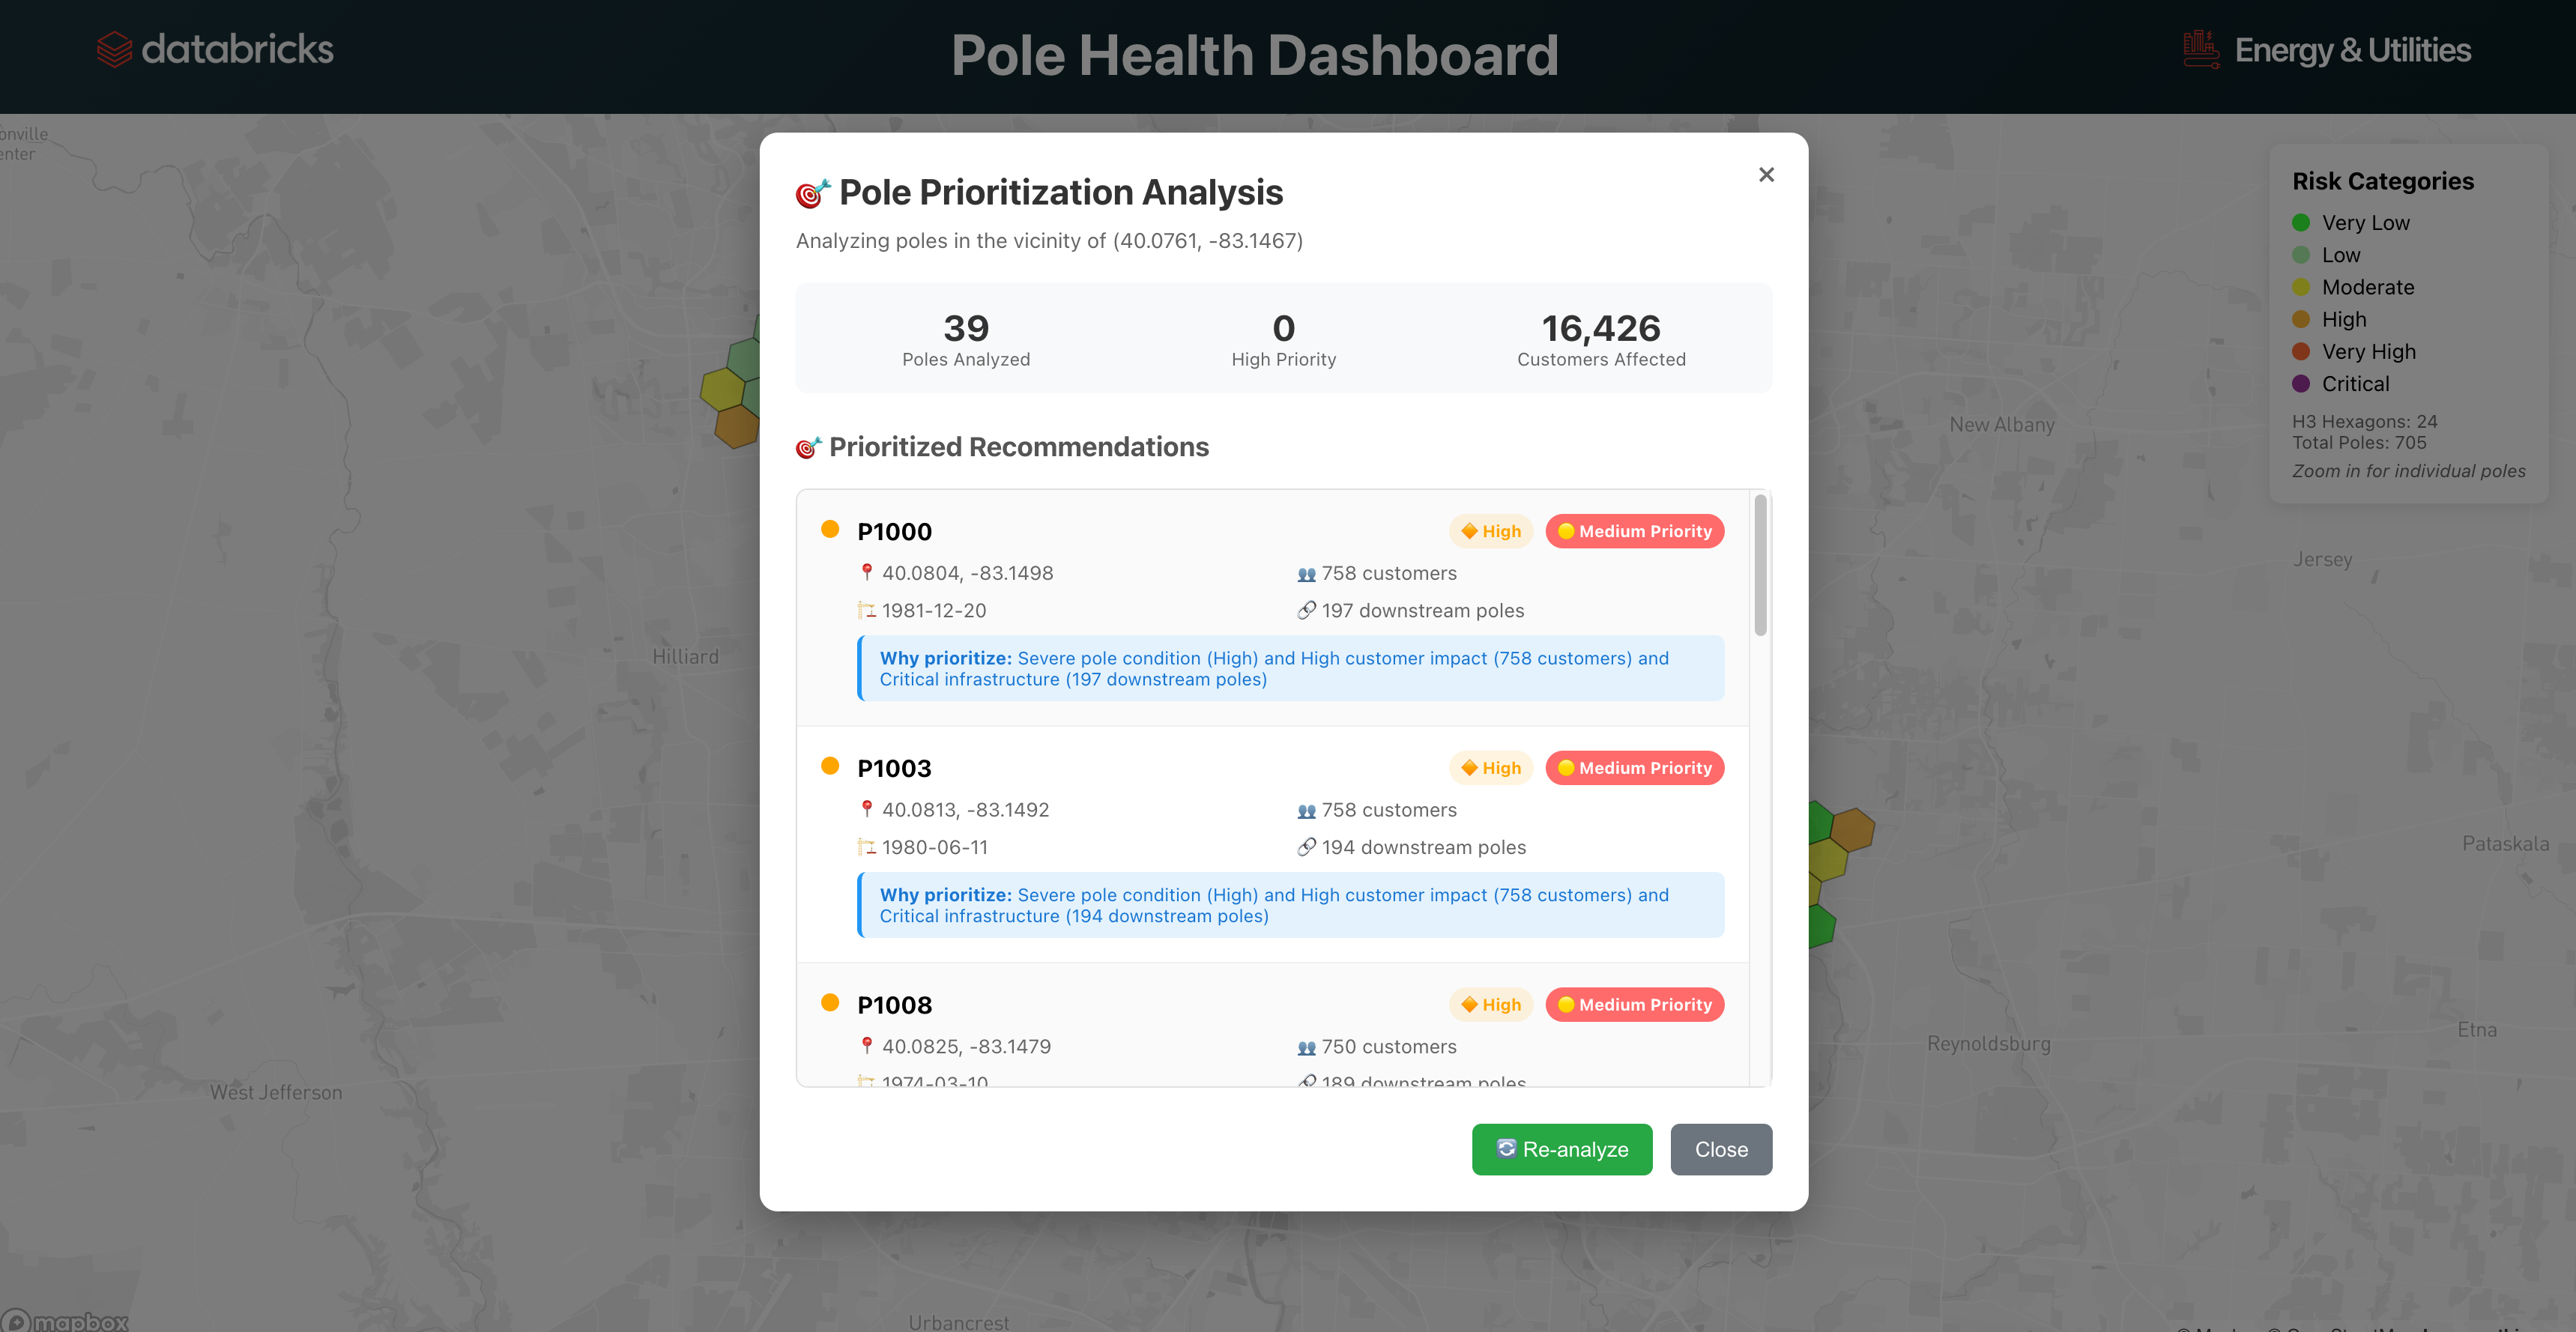 databricks
Pole Health Dashboard
Energy & Utilities
onville
enter
Pole Prioritization Analysis
×
Analyzing poles in the vicinity of (40.0761, -83.1467)
39
Poles Analyzed
0
High Priority
16,426
Customers Affected
Prioritized Recommendations
P1000
High
Medium Priority
40.0804, -83.1498
758 customers
1981-12-20
197 downstream poles
Why prioritize: Severe pole condition (High) and High customer impact (758 customers) and
Critical infrastructure (197 downstream poles)
P1003
High
Medium Priority
40.0813, -83.1492
758 customers
1980-06-11
194 downstream poles
Why prioritize: Severe pole condition (High) and High customer impact (758 customers) and
Critical infrastructure (194 downstream poles)
P1008
High
Medium Priority
40.0825, -83.1479
750 customers
1974-03-10
189 downstream poles
Re-analyze
Close
Risk Categories
Very Low
Low
Moderate
High
Very High
Critical
H3 Hexagons: 24
Total Poles: 705
Zoom in for individual poles
New Albany
Jersey
Hilliard
Pataskala
Etna
Reynoldsburg
West Jefferson
Urbancrest
mapbox